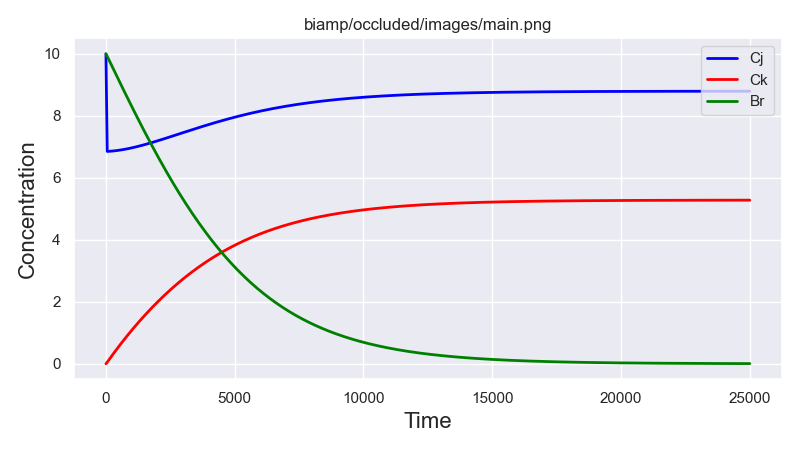 biamp/occluded/images/main.png
Cj
Ck
Br
Concentration
10
8
6
4
2
0
0 5000 10000 15000 20000 25000
Time